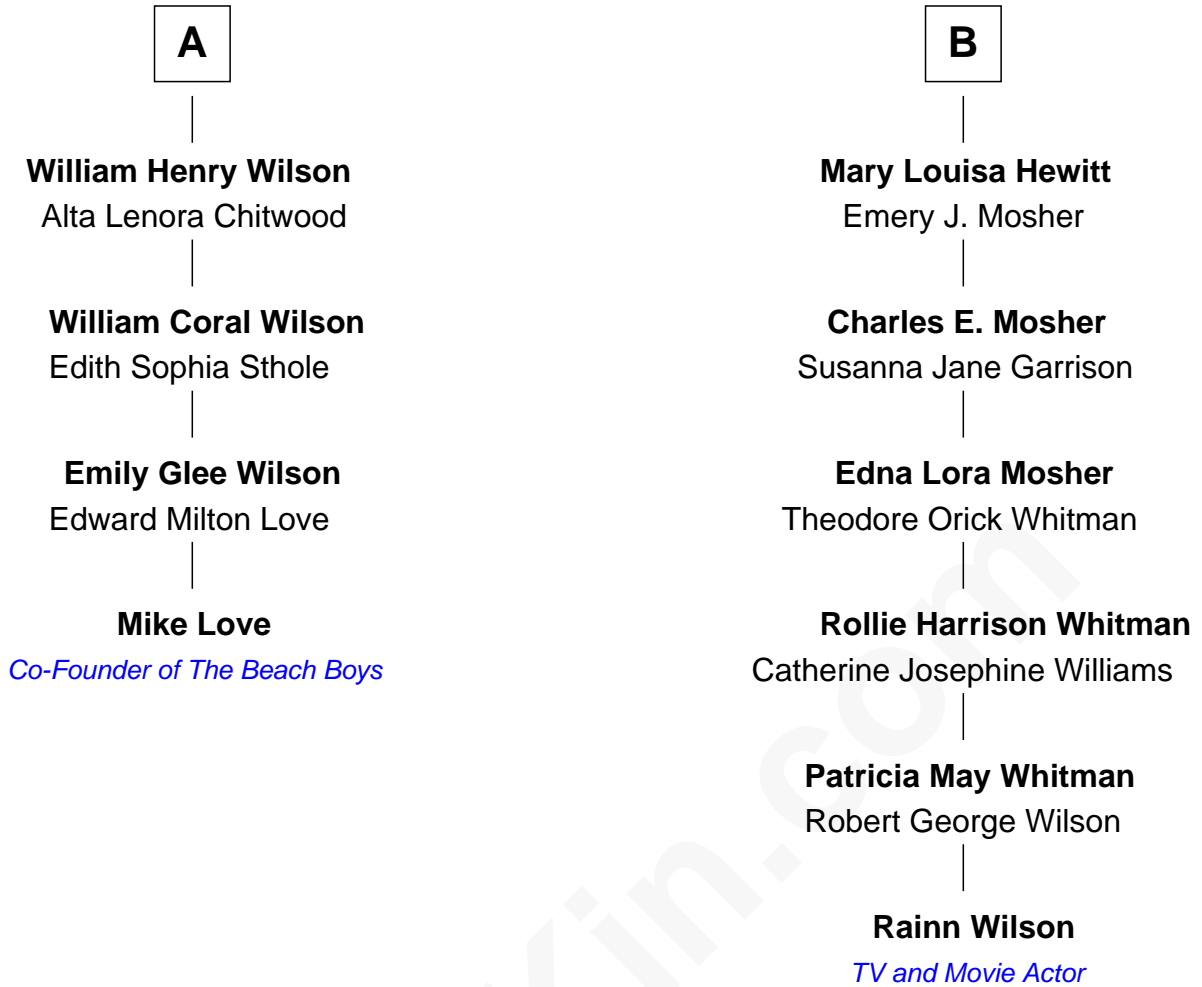 A
William Henry Wilson
Alta Lenora Chitwood
William Coral Wilson
Edith Sophia Sthole
Emily Glee Wilson
Edward Milton Love
Mike Love
Co-Founder of The Beach Boys
B
Mary Louisa Hewitt
Emery J. Mosher
Charles E. Mosher
Susanna Jane Garrison
Edna Lora Mosher
Theodore Orick Whitman
Rollie Harrison Whitman
Catherine Josephine Williams
Patricia May Whitman
Robert George Wilson
Rainn Wilson
TV and Movie Actor